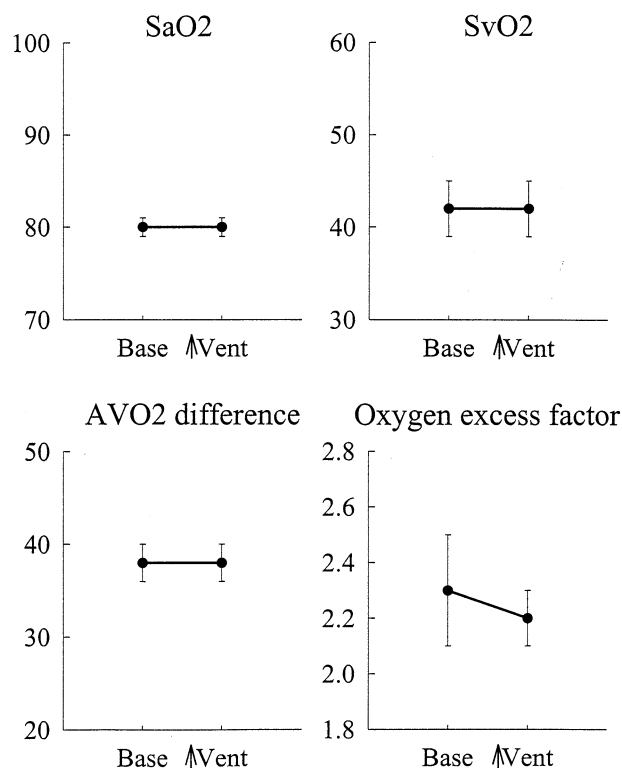 SaO2
100
90
80
70
Base ⇑Vent
SvO2
60
50
40
30
Base ⇑Vent
AVO2 difference
50
40
30
20
Base ⇑Vent
Oxygen excess factor
2.8
2.6
2.4
2.2
2.0
1.8
Base ⇑Vent